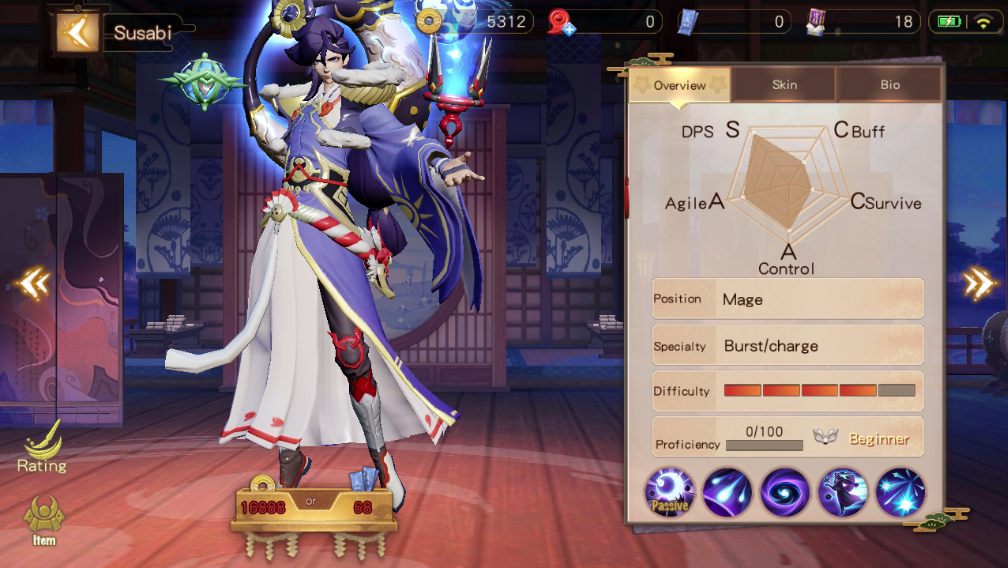 Susabi
5312
0
0
18
Overview
Skin
Bio
DPS S
C Buff
Agile A
C Survive
A
Control
Position Mage
Specialty Burst/charge
Difficulty
Proficiency 0/100 Beginner
Passive
Rating
Item
16888 or 68